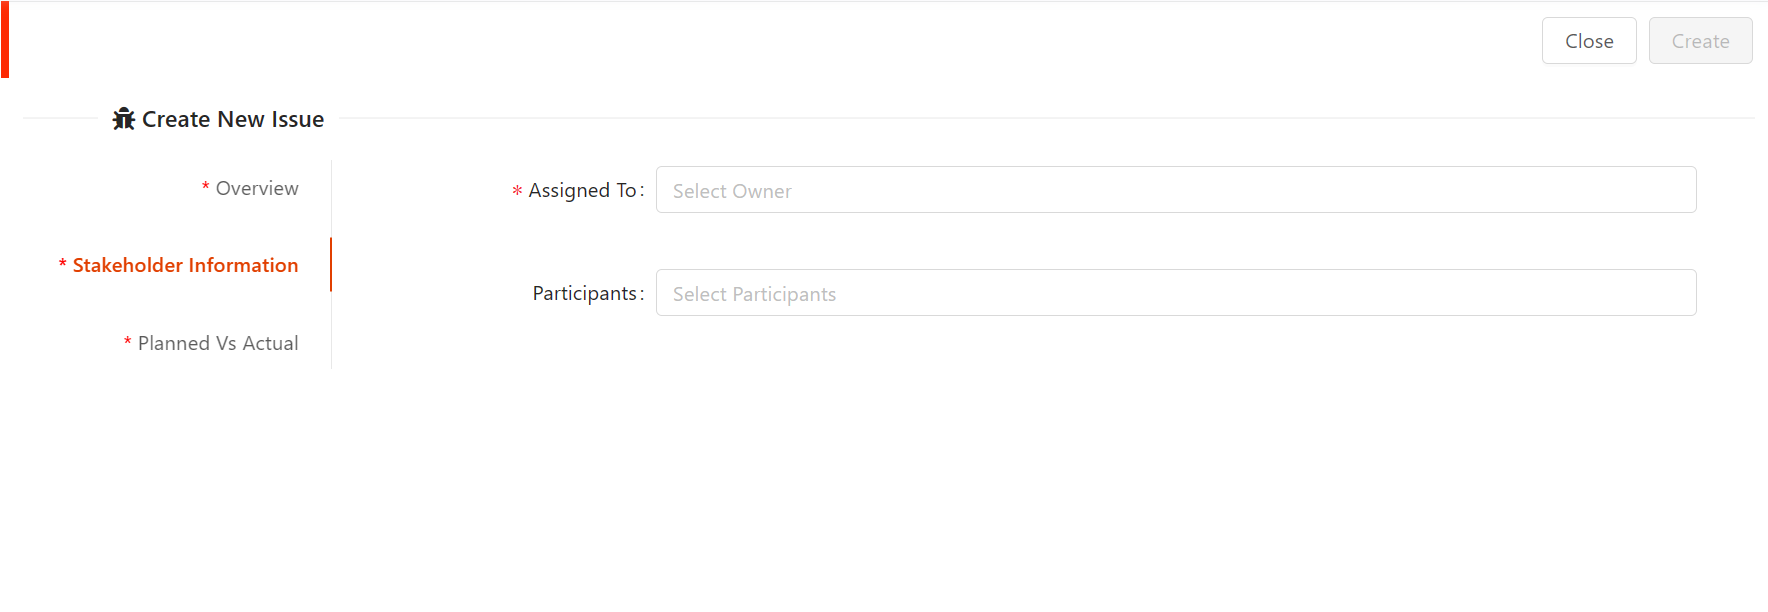 Close Create
Create New Issue
* Overview
* Assigned To: Select Owner
* Stakeholder Information
Participants: Select Participants
* Planned Vs Actual